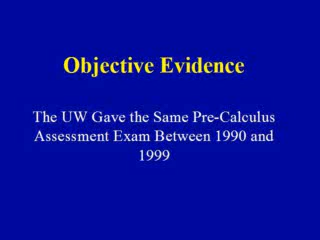 Objective Evidence
The UW Gave the Same Pre-Calculus
Assessment Exam Between 1990 and
1999